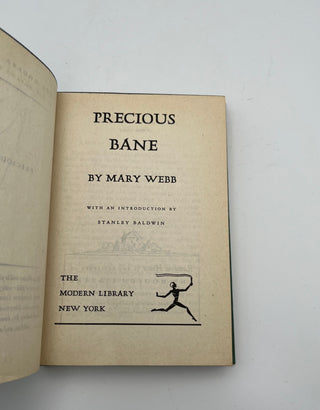 PRECIOUS
BANE
BY MARY WEBB
WITH AN INTRODUCTION BY
STANLEY BALDWIN
THE
MODERN LIBRARY
NEW YORK